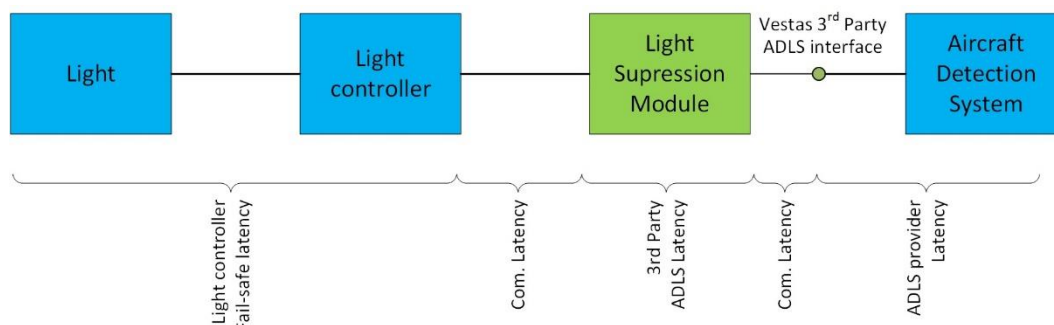 Light
Light
controller
Light
Supression
Module
Vestas 3rd Party
ADLS interface
Aircraft
Detection
System
Light controller
Fail-safe latency
Com. Latency
3rd Party
ADLS Latency
Com. Latency
ADLS provider
Latency